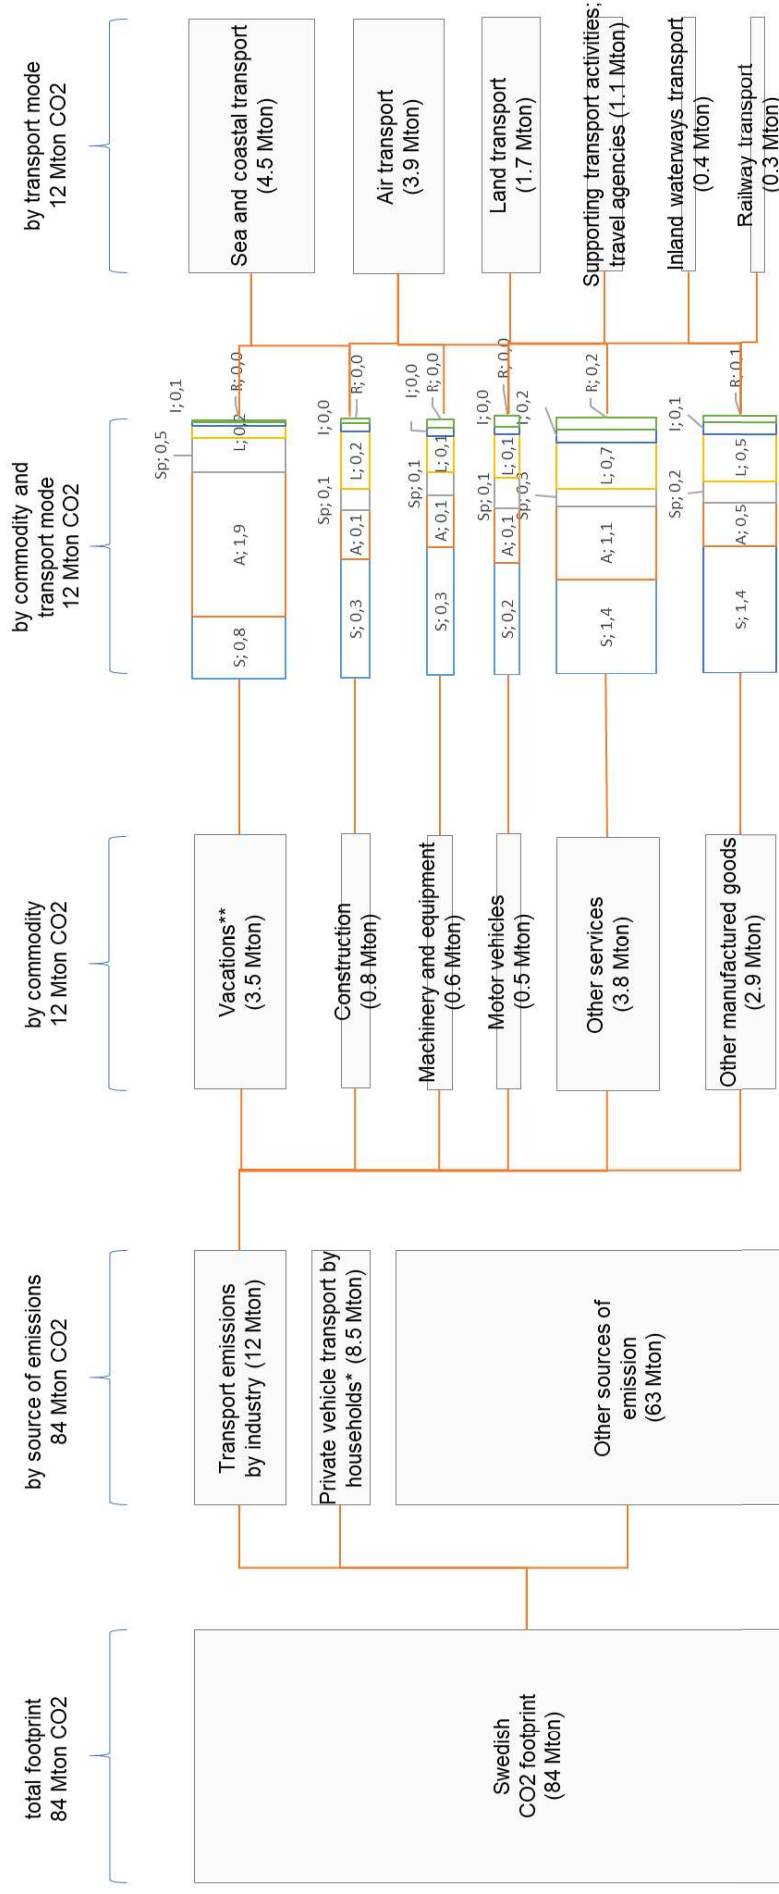 total footprint
84 Mton CO2
Swedish
CO2 footprint
(84 Mton)
by source of emissions
84 Mton CO2
Transport emissions
by industry (12 Mton)
Private vehicle transport by
households* (8.5 Mton)
Other sources of
emission
(63 Mton)
by commodity
12 Mton CO2
Vacations**
(3.5 Mton)
Construction
(0.8 Mton)
Machinery and equipment
(0.6 Mton)
Motor vehicles
(0.5 Mton)
Other services
(3.8 Mton)
Other manufactured goods
(2.9 Mton)
by commodity and
transport mode
12 Mton CO2
S; 0,8
A; 1,9
Sp; 0,5
L; 0,2
I; 0,1
R; 0,0
S; 0,3
A; 0,1
Sp; 0,1
L; 0,2
I; 0,0
R; 0,0
S; 0,3
A; 0,1
Sp; 0,1
L; 0,1
I; 0,0
R; 0,0
S; 0,2
A; 0,1
Sp; 0,1
L; 0,1
I; 0,0
R; 0,0
S; 1,4
A; 1,1
Sp; 0,3
L; 0,7
I; 0,2
R; 0,2
S; 1,4
A; 0,5
Sp; 0,2
L; 0,5
I; 0,1
R; 0,1
by transport mode
12 Mton CO2
Sea and coastal transport
(4.5 Mton)
Air transport
(3.9 Mton)
Land transport
(1.7 Mton)
Supporting transport activities;
travel agencies (1.1 Mton)
Inland waterways transport
(0.4 Mton)
Railway transport
(0.3 Mton)